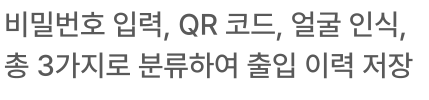 비밀번호 입력, QR 코드, 얼굴 인식,
총 3가지로 분류하여 출입 이력 저장